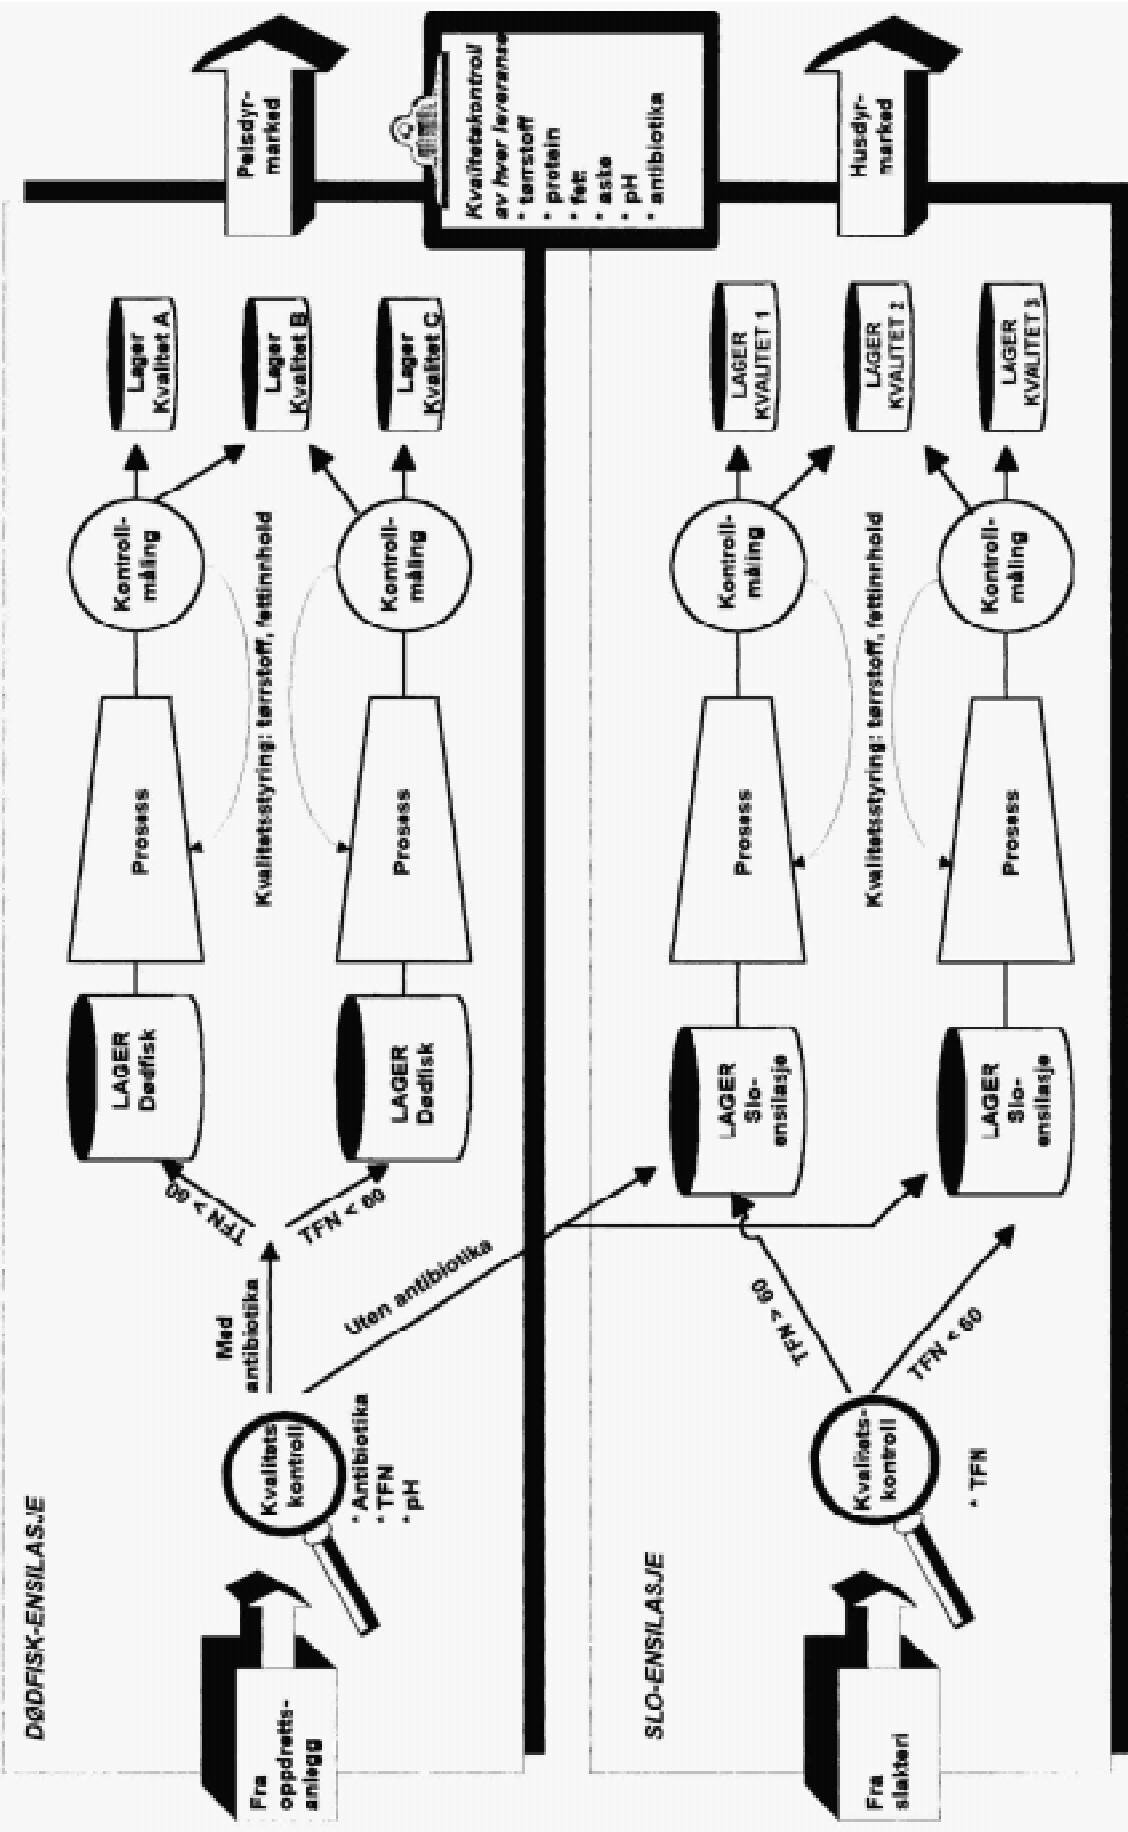 DØDFISK-ENSILASJE
Fra
oppdretts-
anlegg
Kvalitets
kontroll
* Antibiotika
* TFN
* pH
Med
antibiotika
Uten antibiotika
TFN > 60
TFN < 60
LAGER
Dødfisk
LAGER
Dødfisk
Prosess
Prosess
Kvalitetsstyring: tørrstoff, fettinnhold
Kontroll-
måling
Kontroll-
måling
Lager
Kvalitet A
Lager
Kvalitet B
Lager
Kvalitet C
Pelsdyr-
marked
Kvalitetskontroll
av hver leveranse
* tørrstoff
* protein
* fett
* aske
* pH
* antibiotika
SLO-ENSILASJE
Fra
slakteri
Kvalitets-
kontroll
* TFN
TFN > 60
TFN < 60
LAGER
Slo-
ensilasje
LAGER
Slo-
ensilasje
Prosess
Prosess
Kvalitetsstyring: tørrstoff, fettinnhold
Kontroll-
måling
Kontroll-
måling
LAGER
KVALITET 1
LAGER
KVALITET 2
LAGER
KVALITET 3
Husdyr-
marked